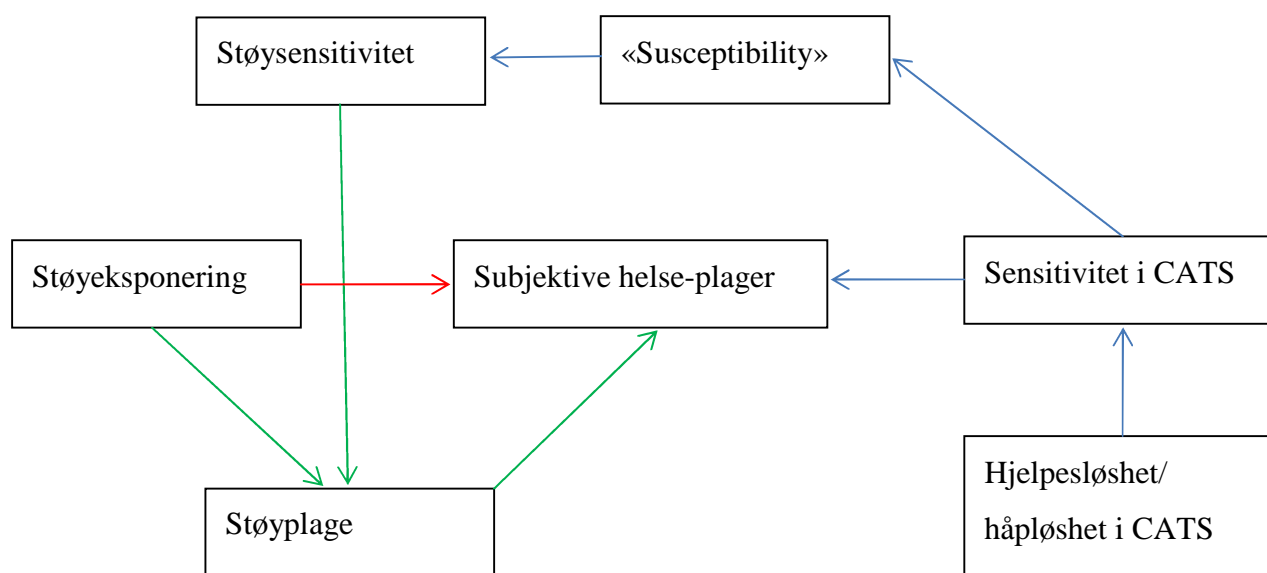 Støysensitivitet
«Susceptibility»
Støyeksponering
Subjektive helse-plager
Sensitivitet i CATS
Støyplage
Hjelpesløshet/
håpløshet i CATS